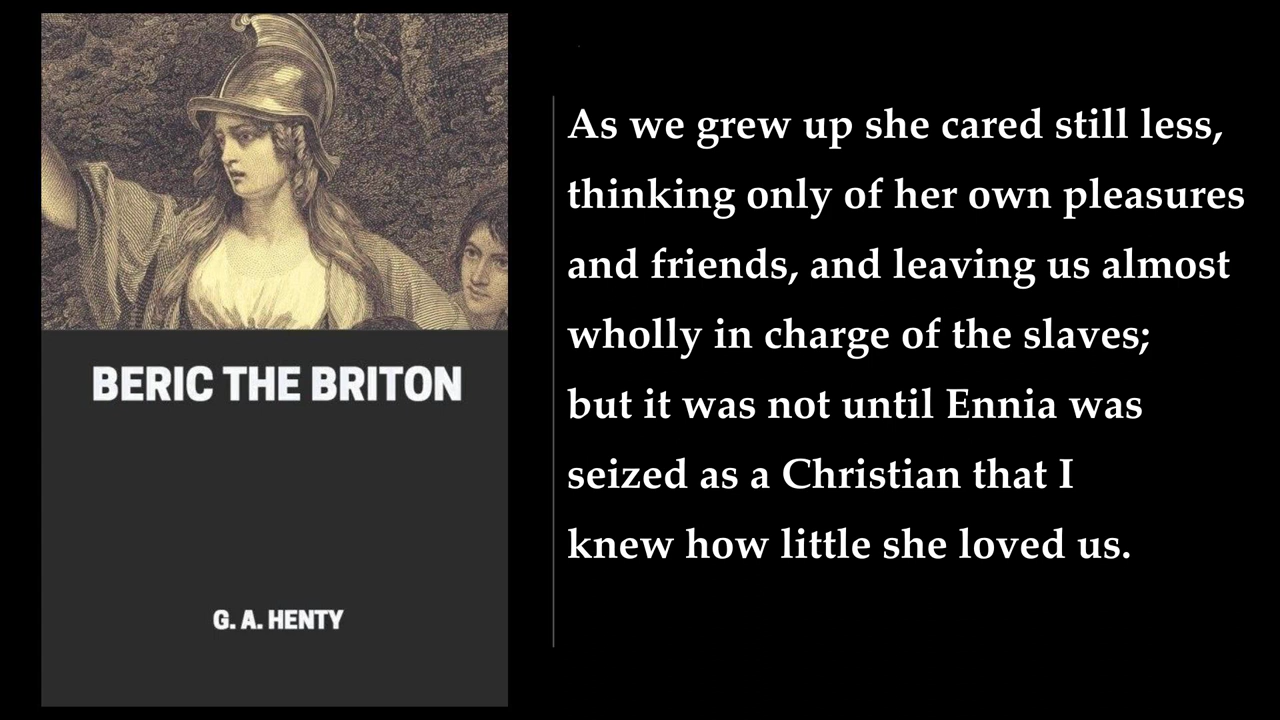 BERIC THE BRITON
G. A. HENTY
As we grew up she cared still less,
thinking only of her own pleasures
and friends, and leaving us almost
wholly in charge of the slaves;
but it was not until Ennia was
seized as a Christian that I
knew how little she loved us.